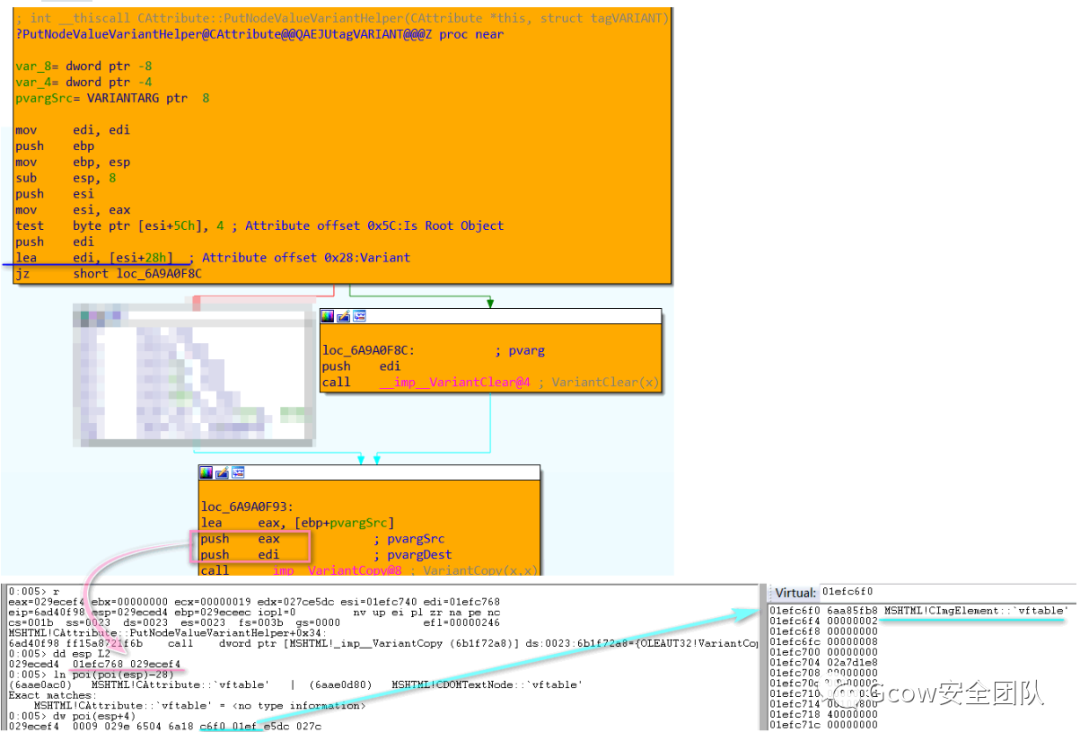 ; int __thiscall CAttribute::PutNodeValueVariantHelper(CAttribute *this, struct tagVARIANT)
?PutNodeValueVariantHelper@CAttribute@@QAEJUtagVARIANT@@@Z proc near
var_8= dword ptr -8
var_4= dword ptr -4
pvargSrc= VARIANTARG ptr  8
mov     edi, edi
push    ebp
mov     ebp, esp
sub     esp, 8
push    esi
mov     esi, eax
test    byte ptr [esi+5Ch], 4 ; Attribute offset 0x5C:Is Root Object
push    edi
lea     edi, [esi+28h]  ; Attribute offset 0x28:Variant
jz      short loc_6A9A0F8C
loc_6A9A0F8C:           ; pvarg
push    edi
call    __imp__VariantClear@4 ; VariantClear(x)
loc_6A9A0F93:
lea     eax, [ebp+pvargSrc]
push    eax             ; pvargSrc
push    edi             ; pvargDest
call    __imp__VariantCopy@8 ; VariantCopy(x,x)
0:005> r
eax=029ecef4 ebx=00000000 ecx=00000019 edx=027ce5dc esi=01efc740 edi=01efc768
eip=6ad40f98 esp=029eced4 ebp=029eceec iopl=0         nv up ei pl zr na pe nc
cs=001b  ss=0023  ds=0023  es=0023  fs=003b  gs=0000             efl=00000246
MSHTML!CAttribute::PutNodeValueVariantHelper+0x34:
6ad40f98 ff15a8721f6b    call    dword ptr [MSHTML!_imp__VariantCopy (6b1f72a8)] ds:0023:6b1f72a8={OLEAUT32!VariantCop
0:005> dd esp L2
029eced4  01efc768 029ecef4
0:005> ln poi(poi(esp)-28)
(6aae0ac0)   MSHTML!CAttribute::`vftable'   |  (6aae0d80)   MSHTML!CDOMTextNode::`vftable'
Exact matches:
MSHTML!CAttribute::`vftable' = <no type information>
0:005> dw poi(esp+4)
029ecef4  0009 029e 6504 6a18 c6f0 01ef e5dc 027c
Virtual: 01efc6f0
01efc6f0 6aa85fb8 MSHTML!CImgElement::`vftable'
01efc6f4 00000002
01efc6f8 00000000
01efc6fc 00000008
01efc700 00000000
01efc704 02a7d1e8
01efc708 00000000
01efc70c
01efc710
01efc714
01efc718 40000000
01efc71c 00000000
Gcow安全团队